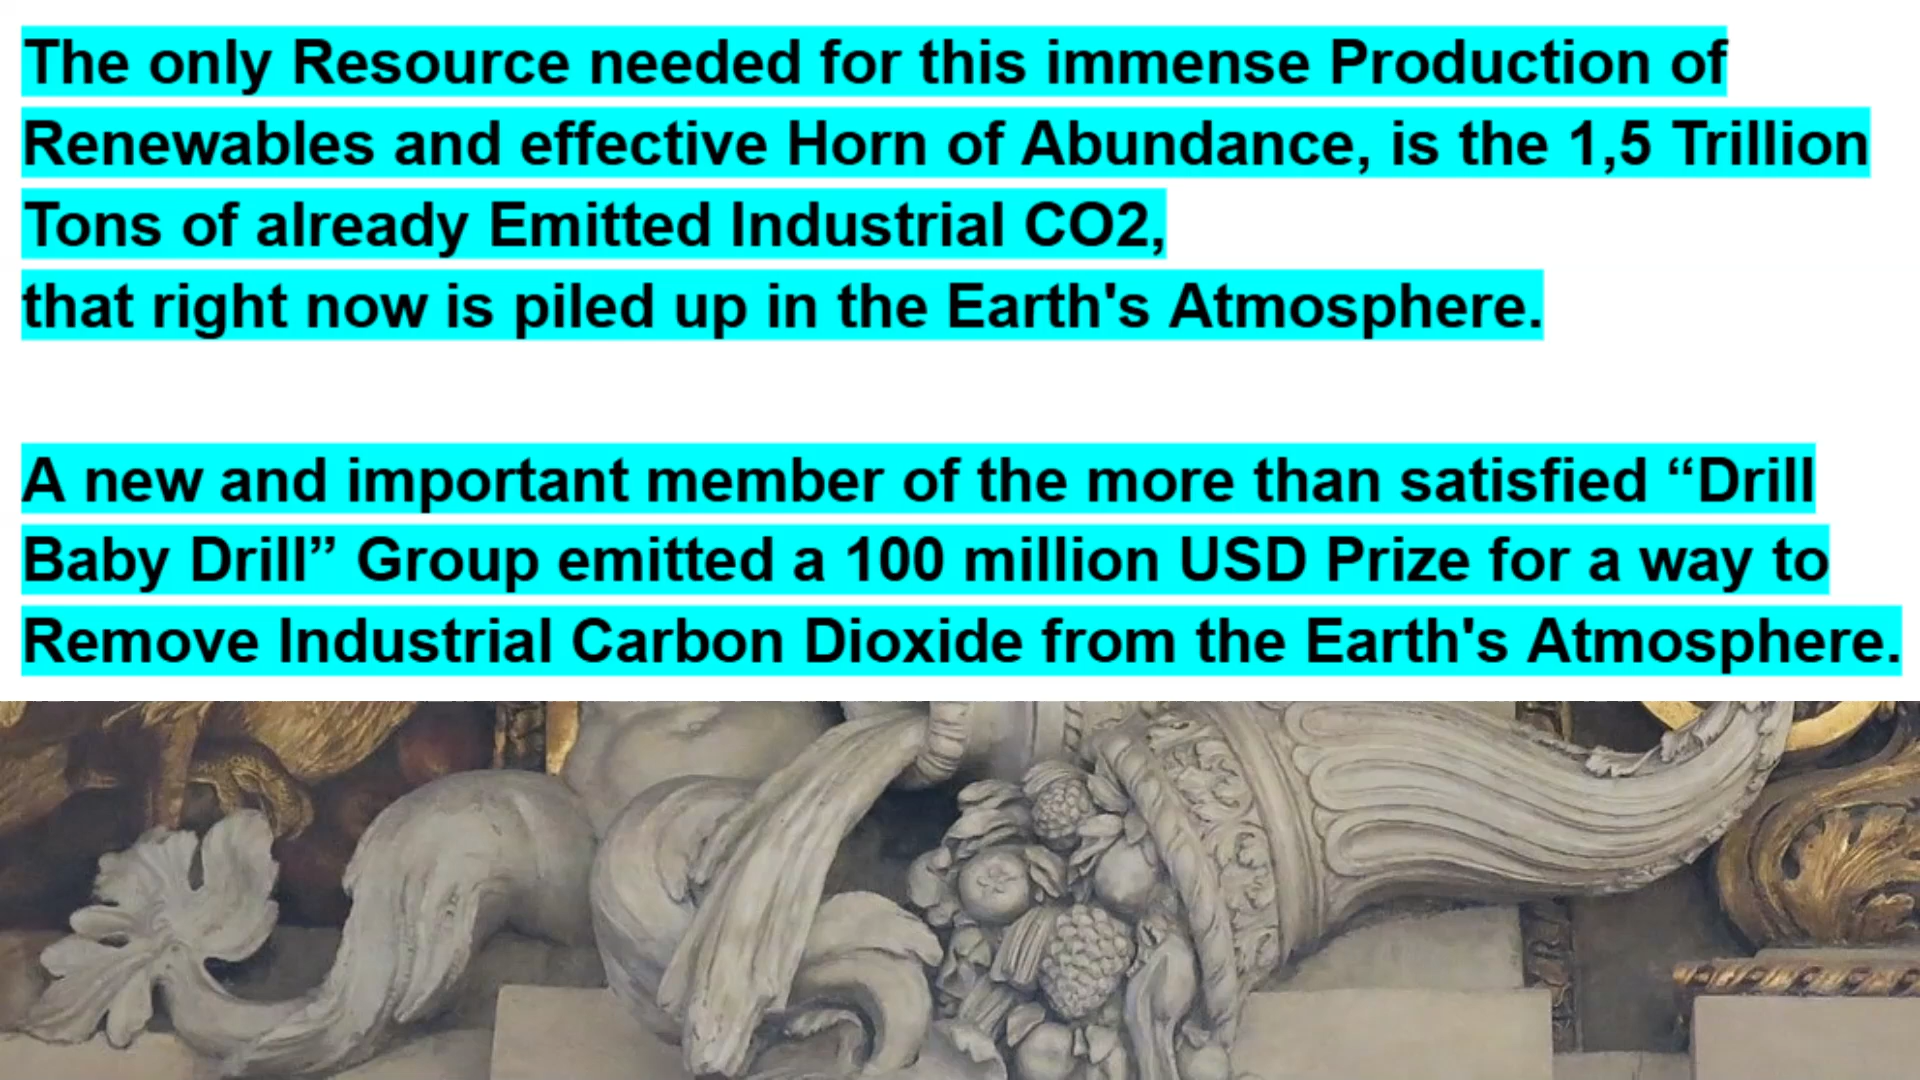 The only Resource needed for this immense Production of
Renewables and effective Horn of Abundance, is the 1,5 Trillion
Tons of already Emitted Industrial CO2,
that right now is piled up in the Earth's Atmosphere.
A new and important member of the more than satisfied “Drill
Baby Drill” Group emitted a 100 million USD Prize for a way to
Remove Industrial Carbon Dioxide from the Earth's Atmosphere.